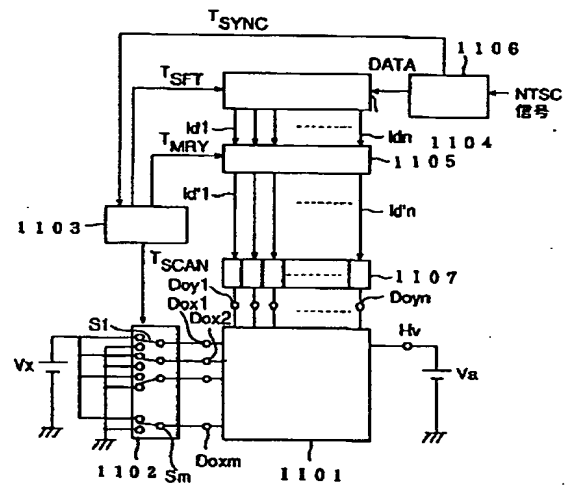 TSYNC
1106
DATA
TSFT
NTSC
信号
Id1
Idn
1104
TMRY
1105
Id'1
Id'n
1103
TSCAN
1107
Doy1
Doyn
Dox1
Dox2
S1
Hv
Vx
Va
1102
Sm
Doxm
1101